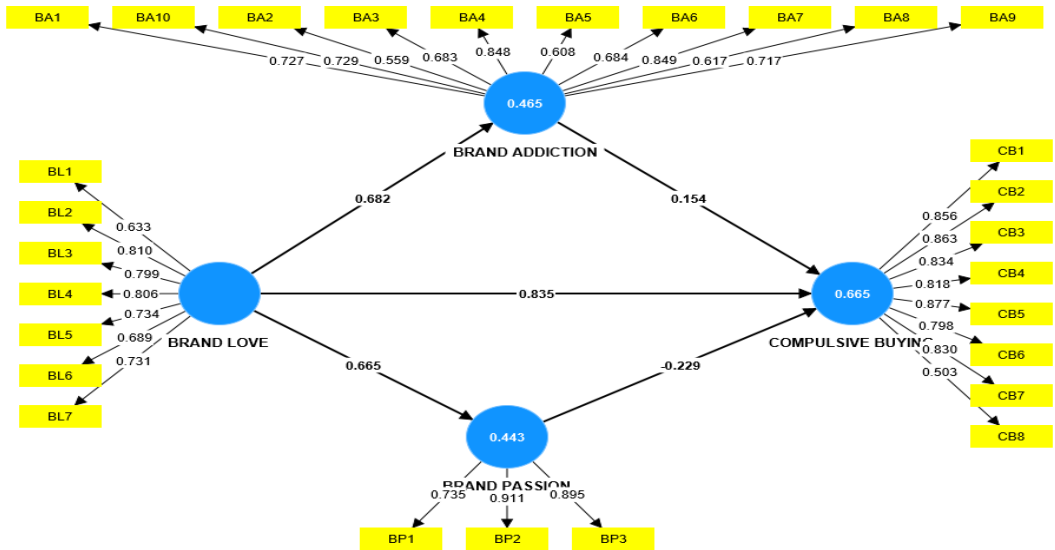 BA1 BA10 BA2 BA3 BA4 BA5 BA6 BA7 BA8 BA9
0.727 0.729 0.559 0.683 0.848 0.608 0.684 0.849 0.617 0.717
0.465
BRAND ADDICTION
BL1
BL2
BL3
BL4
BL5
BL6
BL7
0.633
0.810
0.799
0.806
0.734
0.689
0.731
BRAND LOVE
0.682
0.154
0.835
0.665
-0.229
0.665
COMPULSIVE BUYING
0.856
0.863
0.834
0.818
0.877
0.798
0.830
0.503
CB1
CB2
CB3
CB4
CB5
CB6
CB7
CB8
0.443
BRAND PASSION
0.735 0.911 0.895
BP1 BP2 BP3